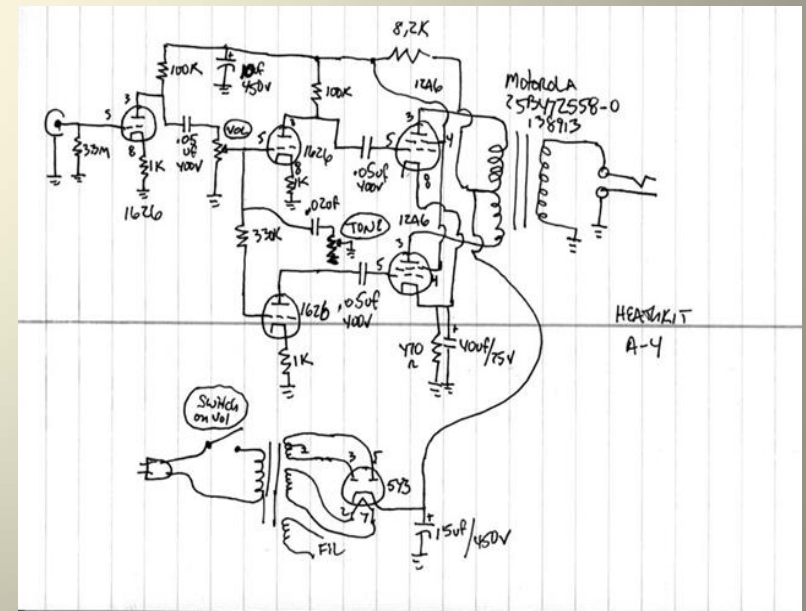 8,2K
100K
10uf
450V
100K
12A6
MOTOROLA
25B472558-0
138913
3
3
3
4
5
VOL
5
5
.05
uf
400V
8
1K
1626
8
1K
.05uf
400V
8
3.3M
1626
.02uf
TONE
12A6
330K
3
5
4
1626
.05uf
400V
1K
470
Ω
40uf/25V
HEATHKIT
A-4
SWITCH
on vol
3
5
5Y3
2
7
FIL
15uf/450V